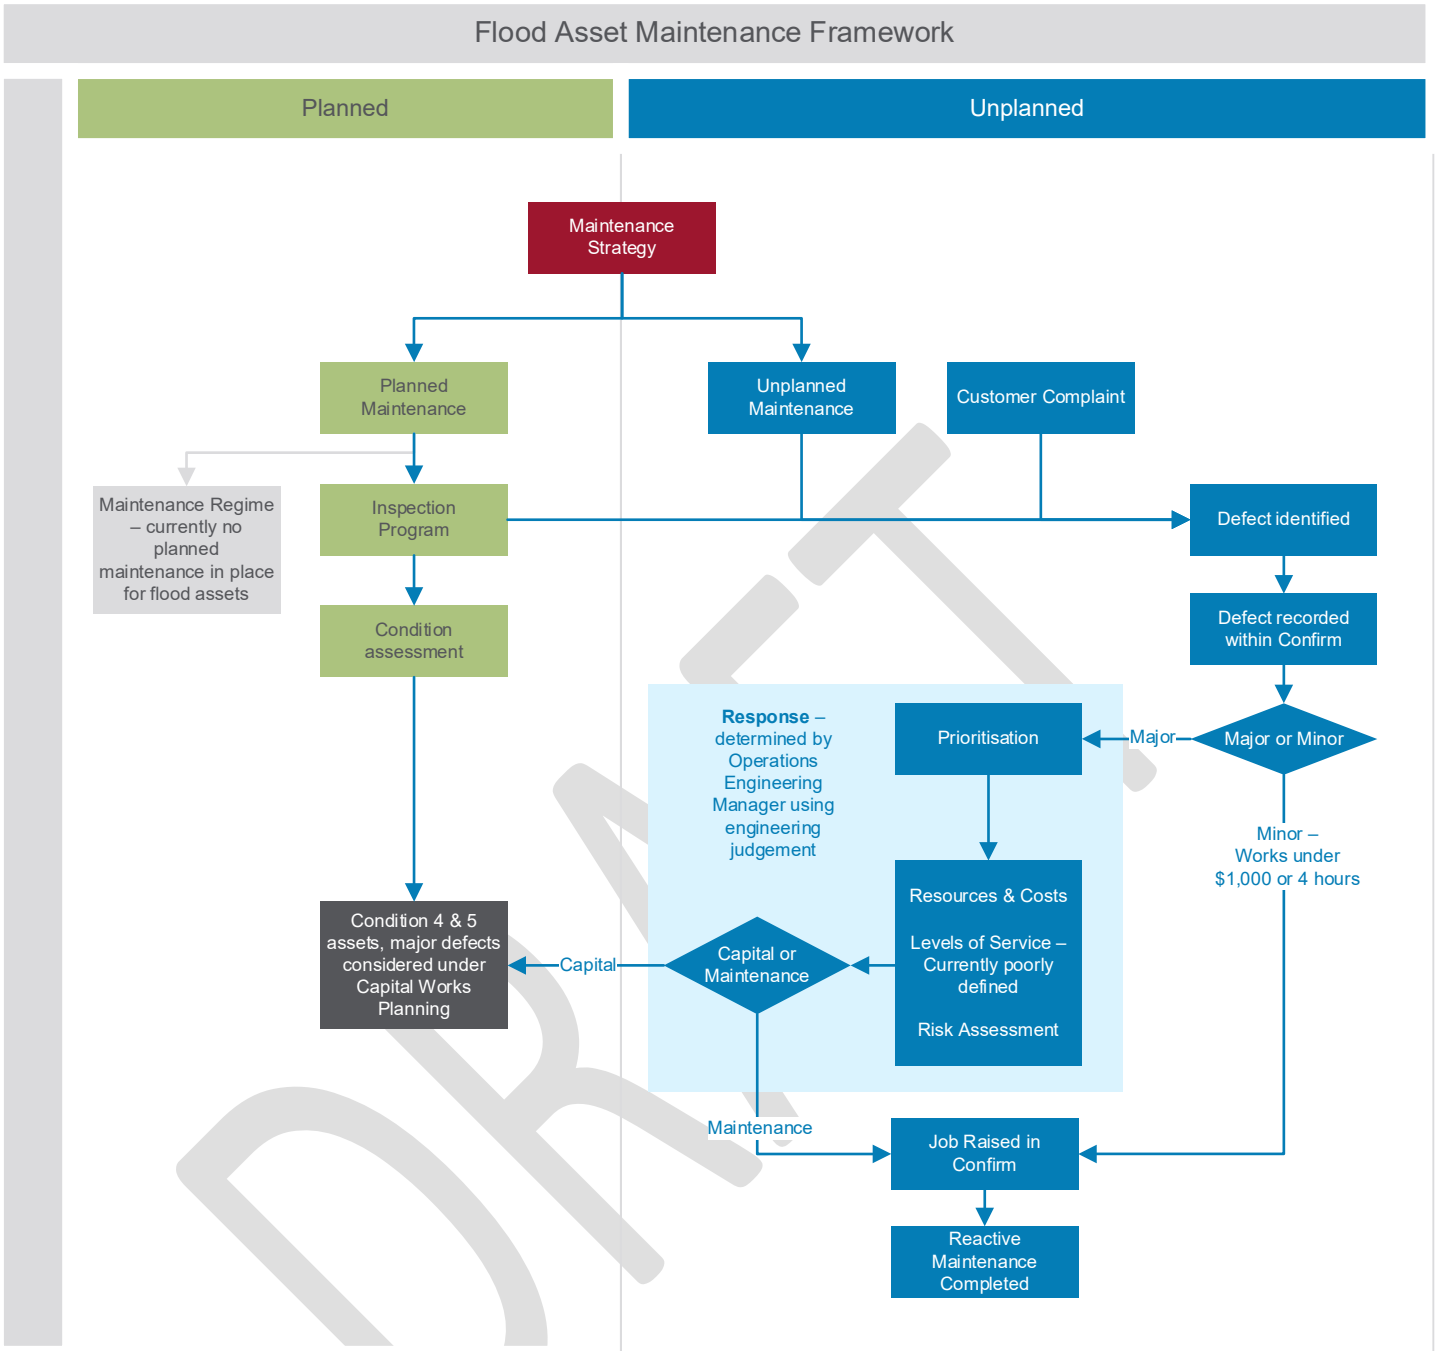 Flood Asset Maintenance Framework
Planned
Unplanned
Maintenance
Strategy
Planned
Maintenance
Unplanned
Maintenance
Customer Complaint
Maintenance Regime
– currently no
planned
maintenance in place
for flood assets
Inspection
Program
Defect identified
Condition
assessment
Defect recorded
within Confirm
Response –
determined by
Operations
Engineering
Manager using
engineering
judgement
Prioritisation
Major
Major or Minor
Minor –
Works under
$1,000 or 4 hours
Resources & Costs
Levels of Service –
Currently poorly
defined
Risk Assessment
Capital or
Maintenance
Capital
Condition 4 & 5
assets, major defects
considered under
Capital Works
Planning
Maintenance
Job Raised in
Confirm
Reactive
Maintenance
Completed
DRAFT